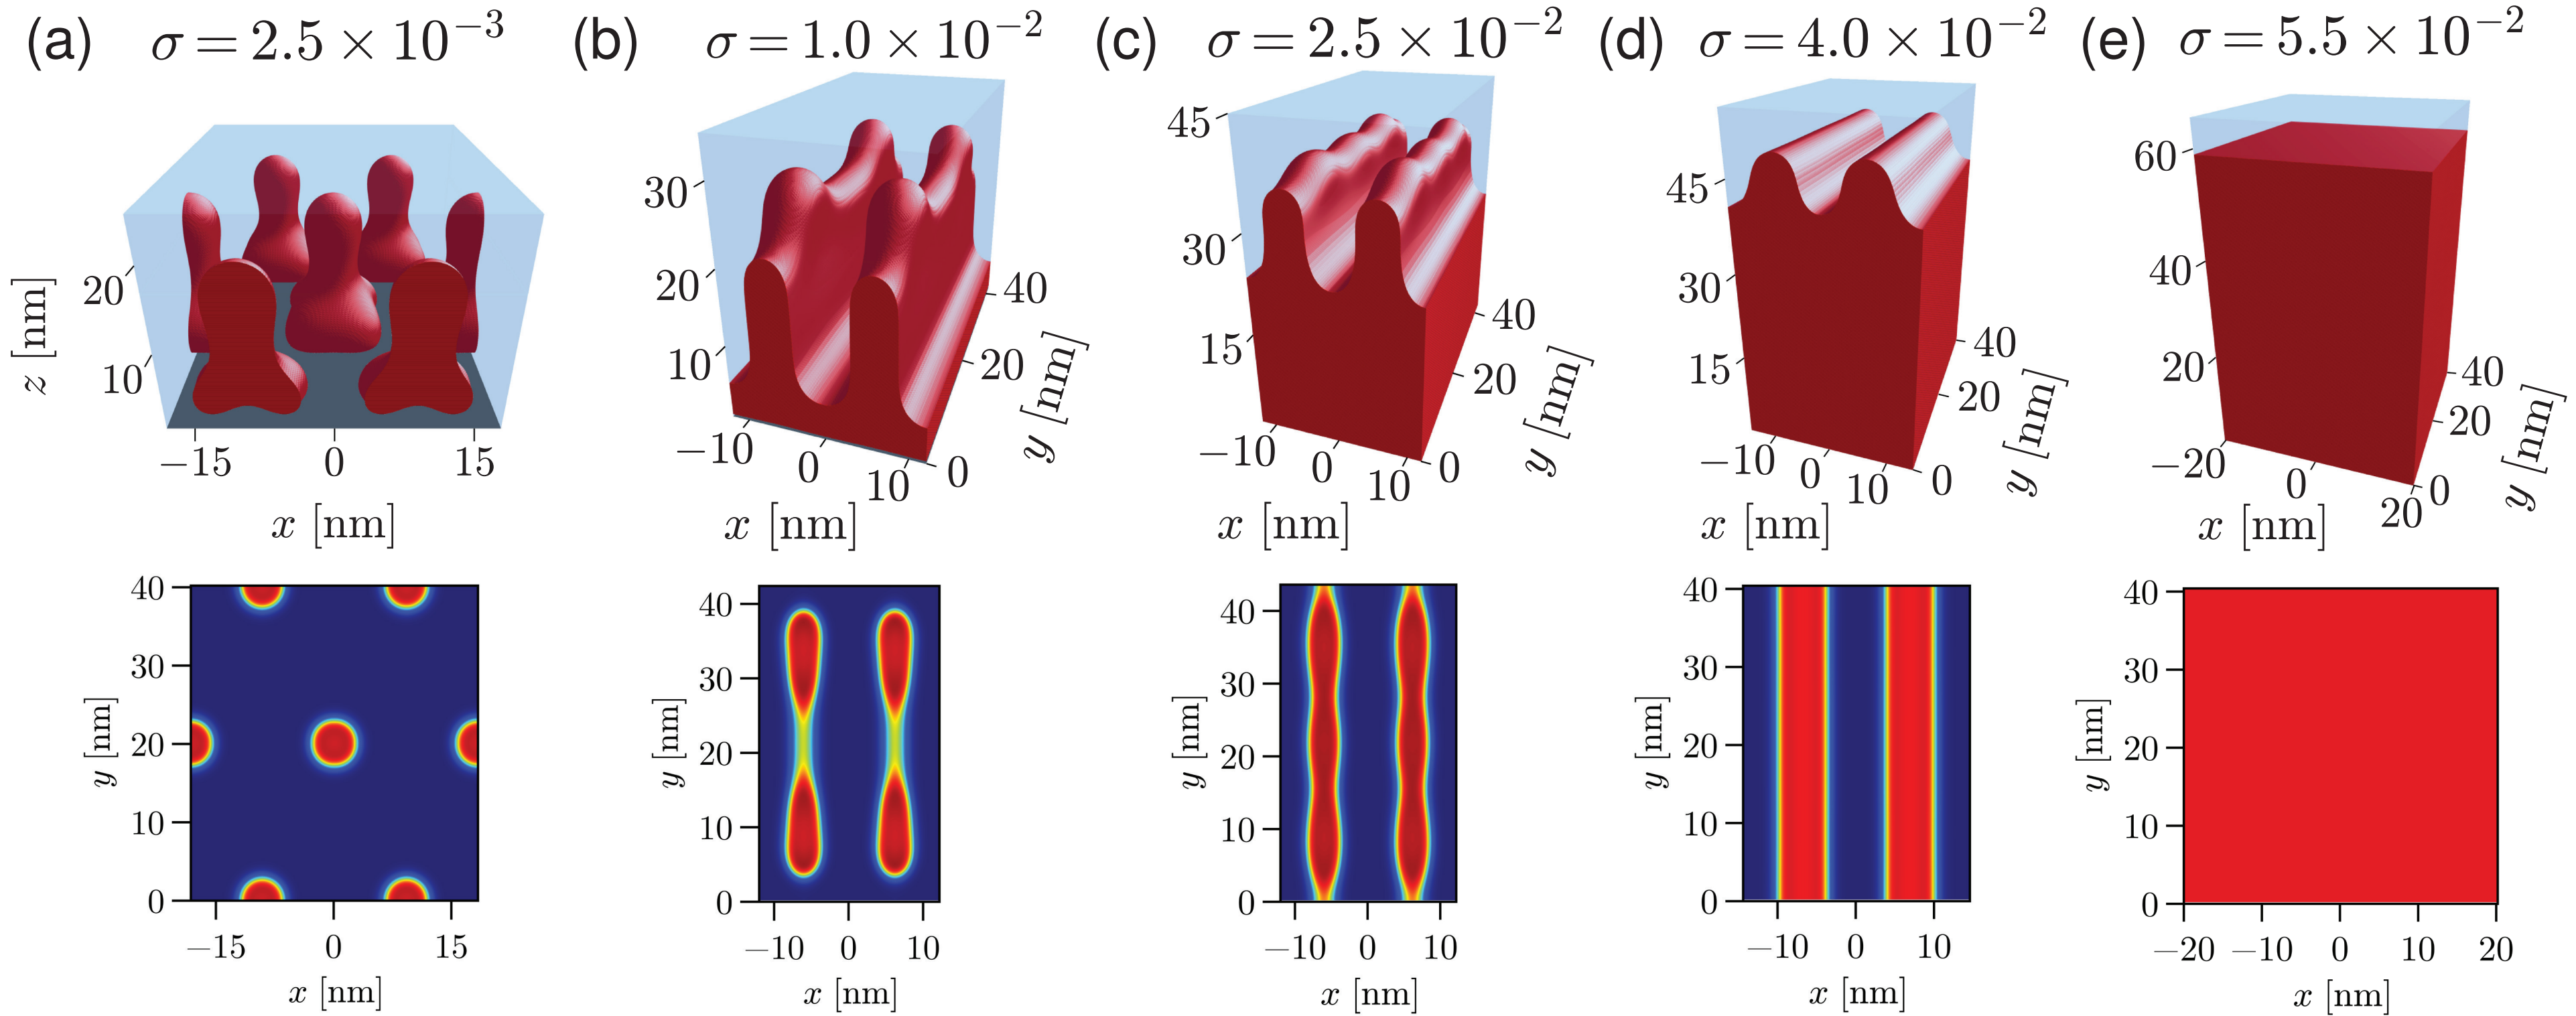 (a) σ = 2.5 × 10−3
(b) σ = 1.0 × 10−2
(c) σ = 2.5 × 10−2
(d) σ = 4.0 × 10−2
(e) σ = 5.5 × 10−2
z [nm]
20
10
−15 0 15
x [nm]
30
20
10
−10 0 10
x [nm]
0 20 40
y [nm]
45
30
15
−10 0 10
x [nm]
0 20 40
y [nm]
45
30
15
−10 0 10
x [nm]
0 20 40
y [nm]
60
40
20
−20 0 20
x [nm]
0 20 40
y [nm]
y [nm]
40
30
20
10
0
−15 0 15
x [nm]
y [nm]
40
30
20
10
0
−10 0 10
x [nm]
y [nm]
40
30
20
10
0
−10 0 10
x [nm]
y [nm]
40
30
20
10
0
−10 0 10
x [nm]
y [nm]
40
30
20
10
0
−20 −10 0 10 20
x [nm]